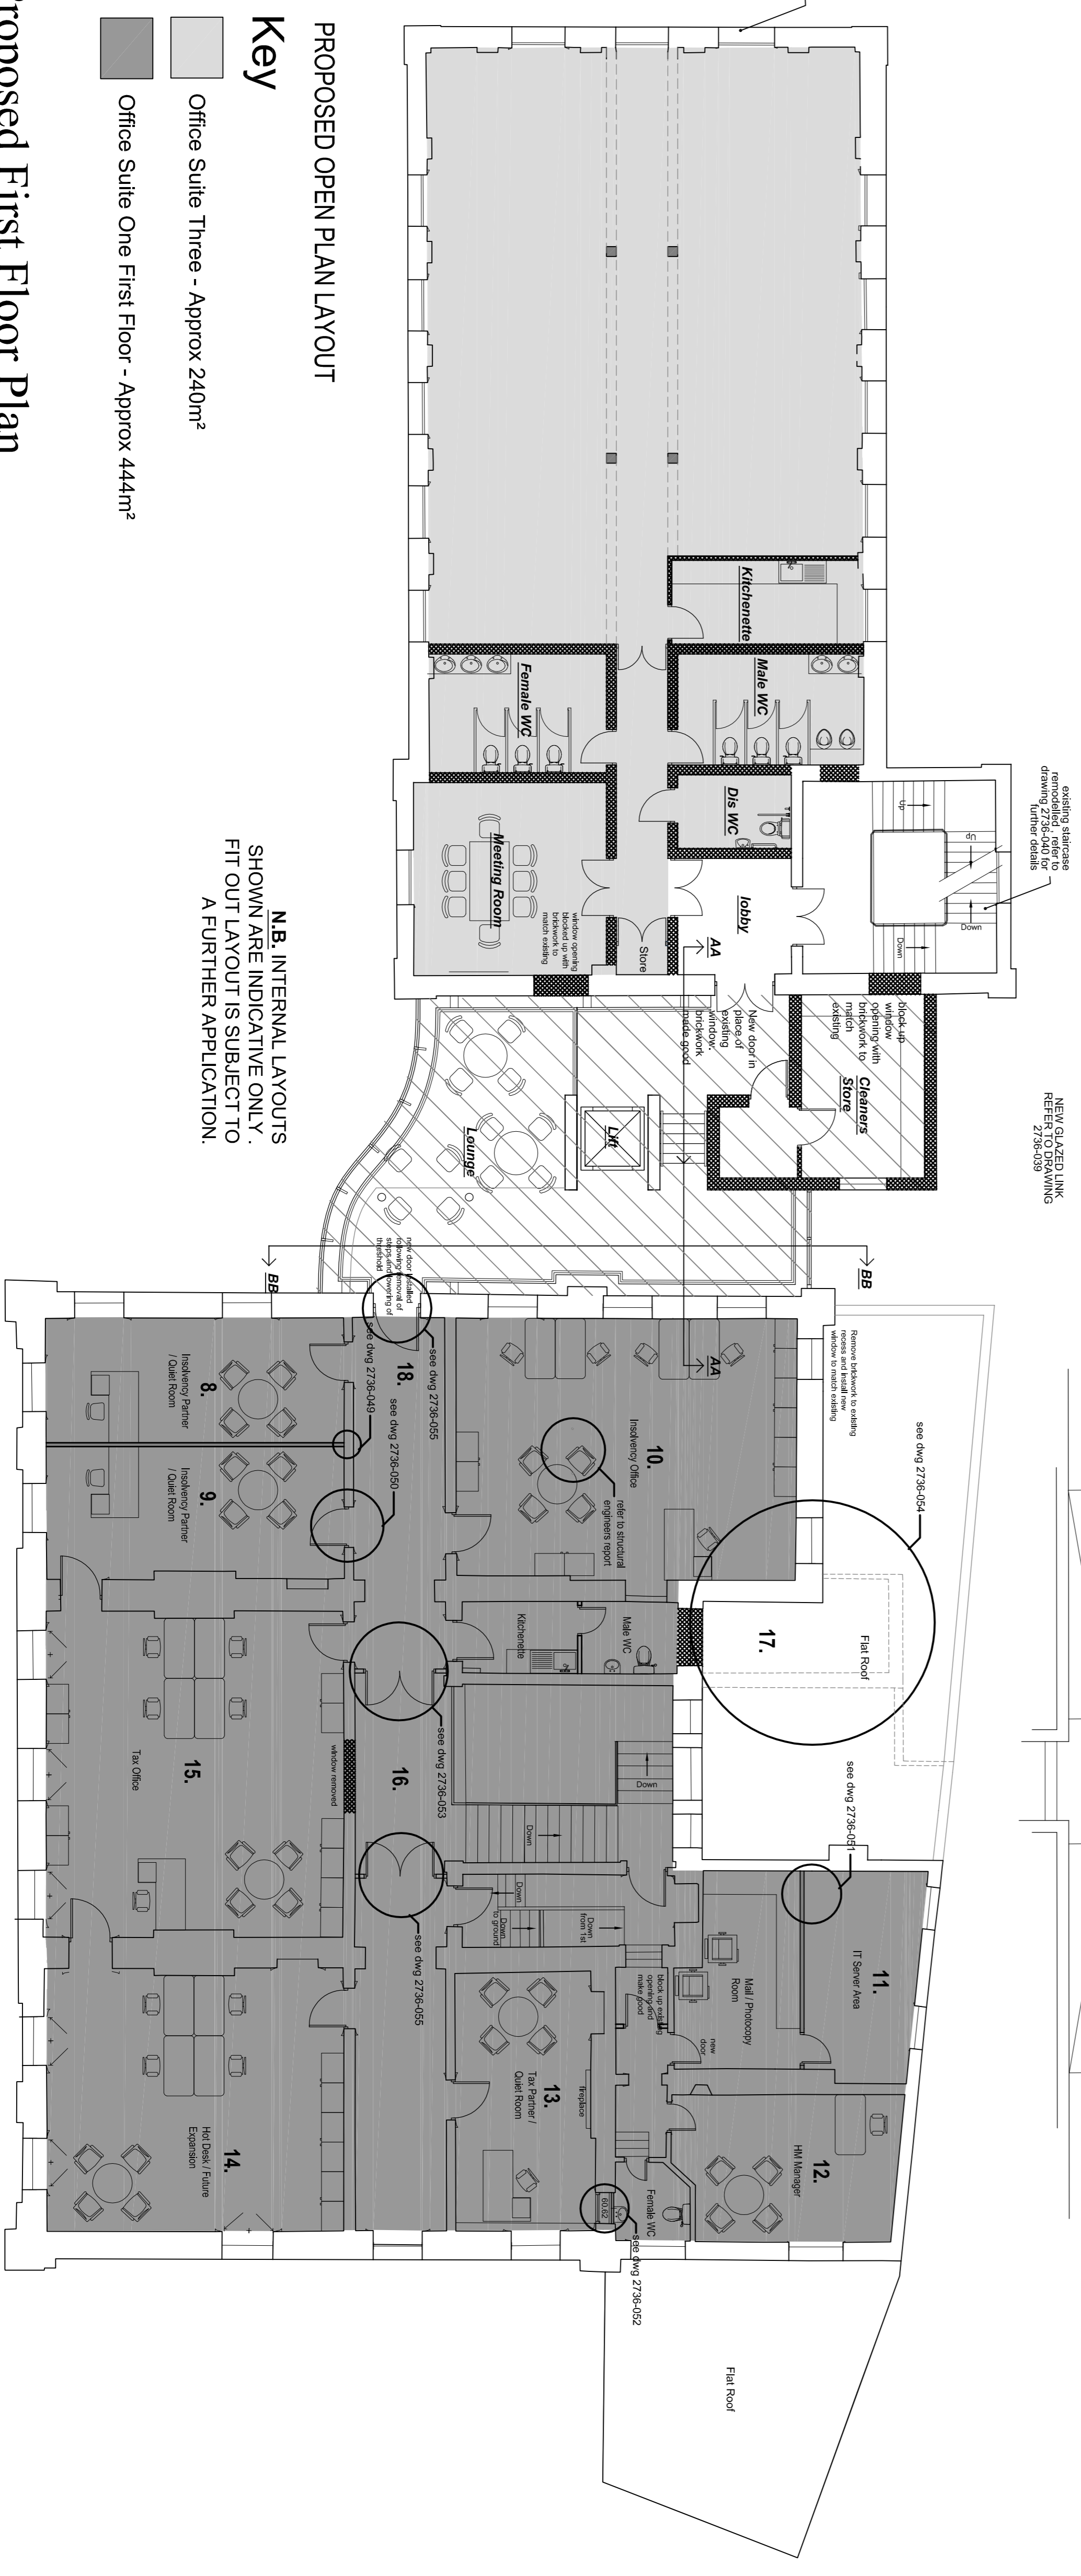 Proposed First Floor Plan
Key
Office Suite Three - Approx 240m²
Office Suite One First Floor - Approx 444m²
PROPOSED OPEN PLAN LAYOUT
N.B. INTERNAL LAYOUTS
SHOWN ARE INDICATIVE ONLY .
FIT OUT LAYOUT IS SUBJECT TO
A FURTHER APPLICATION.
existing staircase
remodelled , refer to
drawing 2736-040 for
further details
NEW GLAZED LINK
REFER TO DRAWING
2736-039
Kitchenette
Male WC
Female WC
Dis WC
lobby
Meeting Room
window opening
blocked up with
brickwork to
match existing
Store
Up
Up
Down
Down
AA
New door in
place of
existing
window.
brickwork
made good
block up
window
opening with
brickwork to
match
existing
Cleaners
Store
Lift
Lounge
new door installed
following removal of
steps and lowering of
threshold
BB
BB
AA
Remove brickwork to existing
recess and install new
window to match existing
see dwg 2736-054
8.
Insolvency Partner
/ Quiet Room
9.
Insolvency Partner
/ Quiet Room
18.
see dwg 2736-055
see dwg 2736-049
see dwg 2736-050
10.
Insolvency Office
refer to structural
engineers report
Kitchenette
Male WC
17.
Flat Roof
see dwg 2736-053
see dwg 2736-051
15.
Tax Office
window removed
16.
Down
Down
Down
Down
to ground
Down
from 1st
see dwg 2736-055
11.
IT Server Area
Mail / Photocopy
Room
new
door
block up existing
opening and
make good
12.
HM Manager
13.
Tax Partner /
Quiet Room
fireplace
60.62
Female WC
see dwg 2736-052
14.
Hot Desk / Future
Expansion
Flat Roof